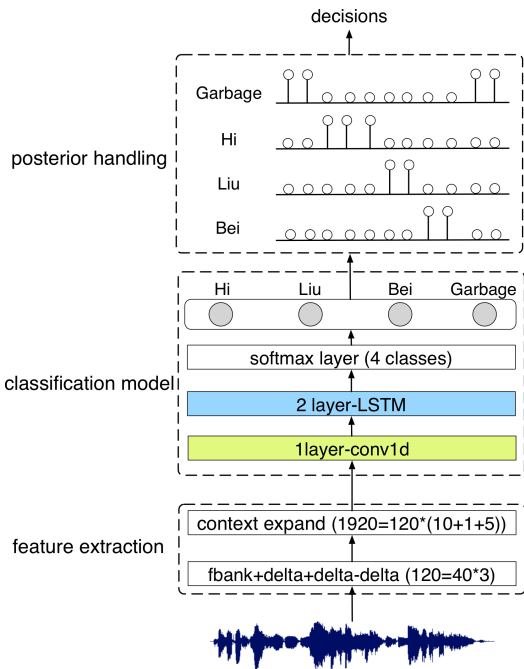 decisions
Garbage
Hi
posterior handling
Liu
Bei
Hi Liu Bei Garbage
softmax layer (4 classes)
classification model
2 layer-LSTM
1layer-conv1d
context expand (1920=120*(10+1+5))
feature extraction
fbank+delta+delta-delta (120=40*3)